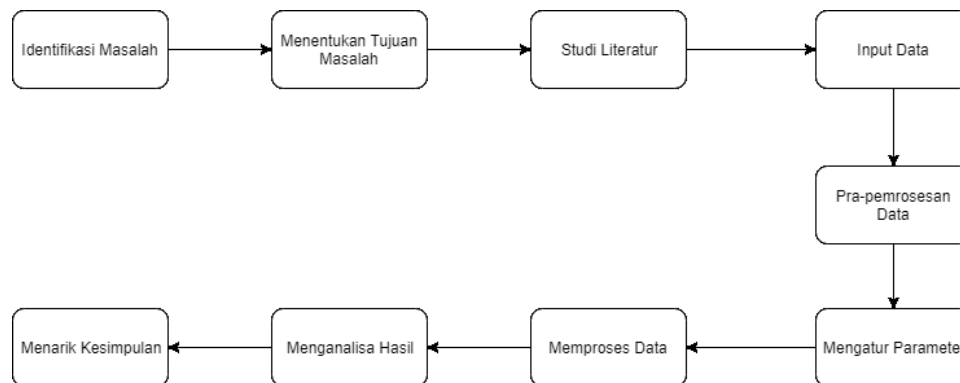 Identifikasi Masalah
Menentukan Tujuan
Masalah
Studi Literatur
Input Data
Pra-pemrosesan
Data
Mengatur Parameter
Memproses Data
Menganalisa Hasil
Menarik Kesimpulan